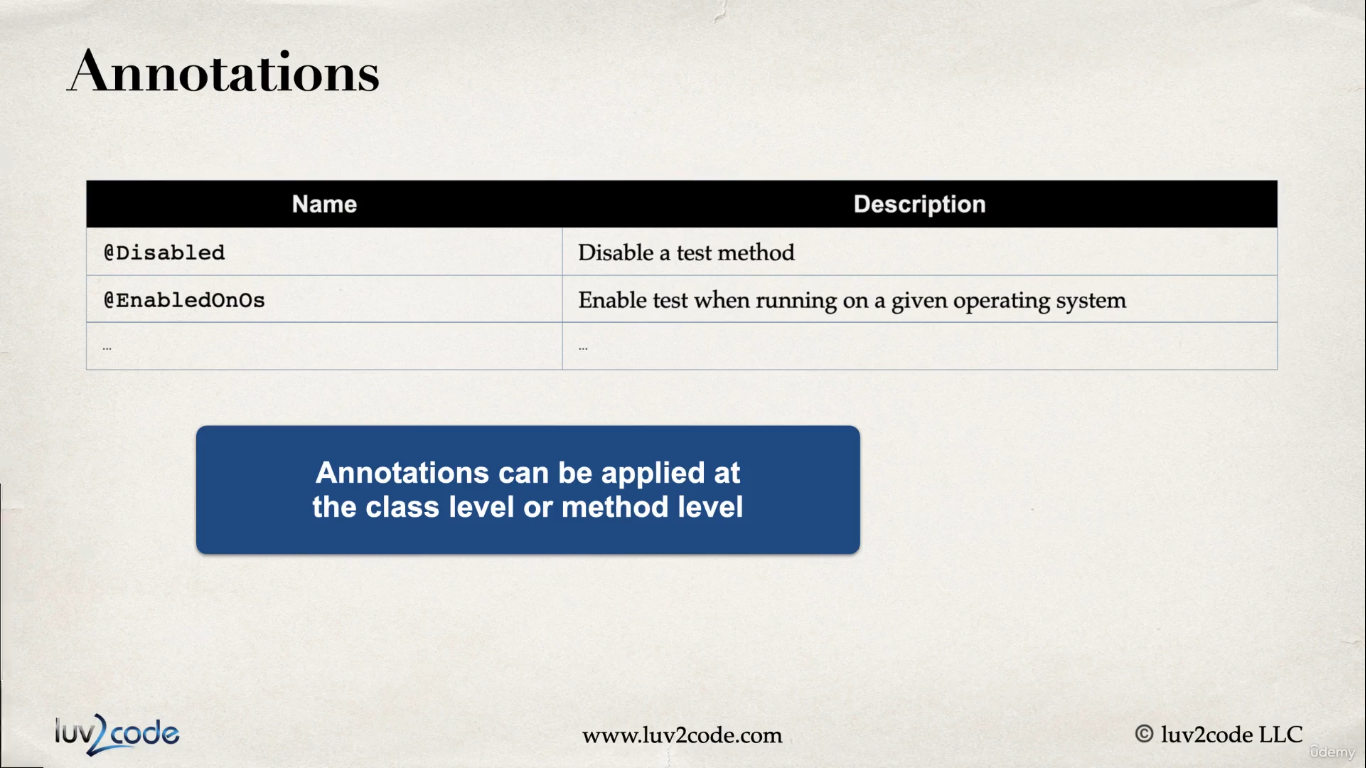 Annotations
Name Description
@Disabled Disable a test method
@EnabledOnOs Enable test when running on a given operating system
... ...
Annotations can be applied at
the class level or method level
luv2code www.luv2code.com © luv2code LLC
ûdemy